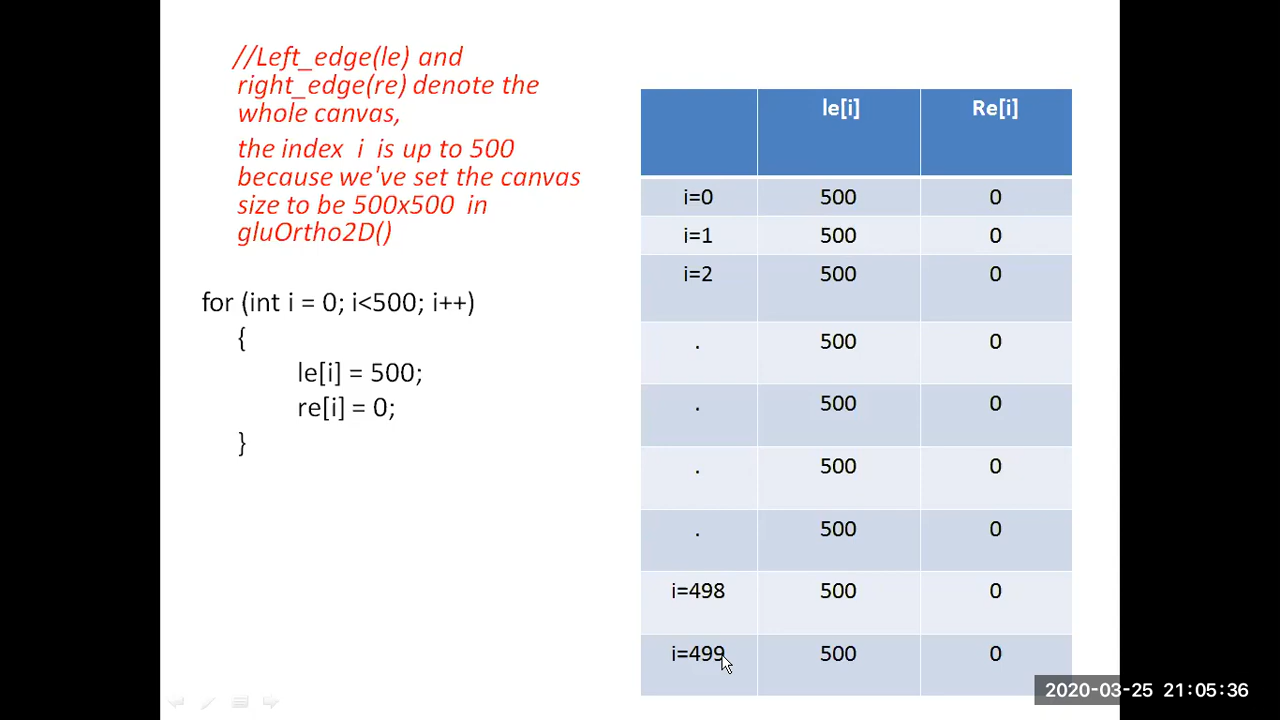 //Left_edge(le) and
right_edge(re) denote the
whole canvas,
the index i is up to 500
because we've set the canvas
size to be 500x500 in
gluOrtho2D()
for (int i = 0; i<500; i++)
{
le[i] = 500;
re[i] = 0;
}
le[i] Re[i]
i=0 500 0
i=1 500 0
i=2 500 0
. 500 0
. 500 0
. 500 0
. 500 0
i=498 500 0
i=499 500 0
2020-03-25 21:05:36